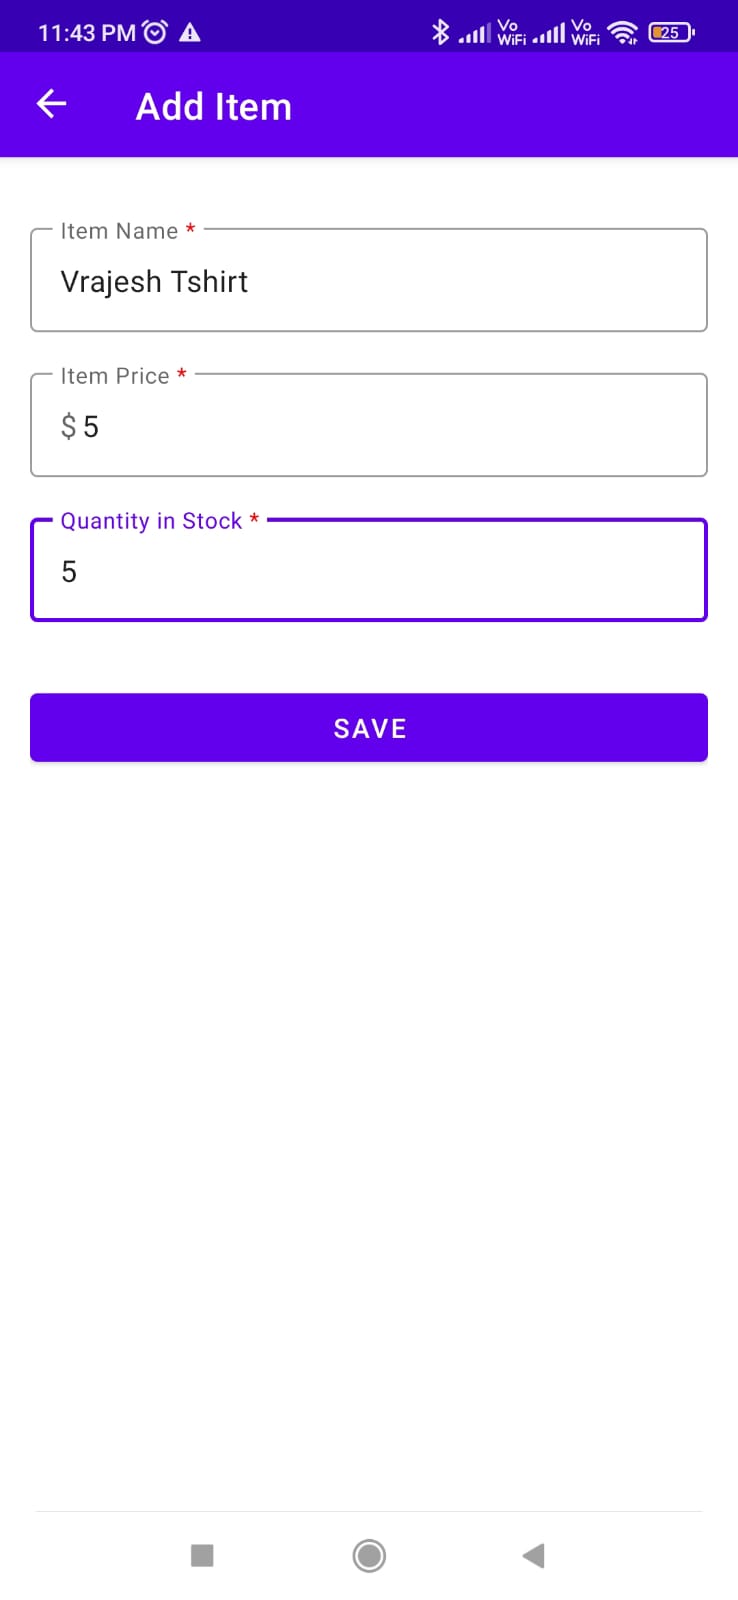 11:43 PM
Vo WiFi Vo WiFi 25
Add Item
Item Name *
Vrajesh Tshirt
Item Price *
$ 5
Quantity in Stock *
5
SAVE